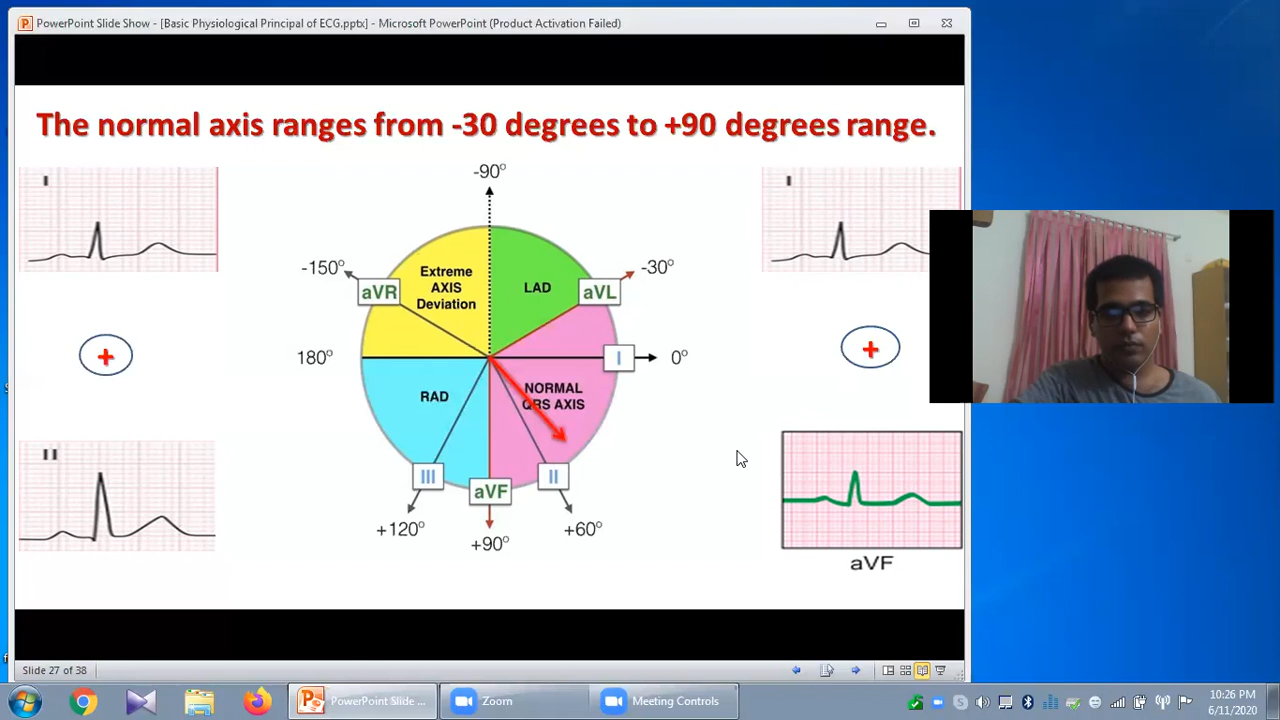 PowerPoint Slide Show - [Basic Physiological Principal of ECG.pptx] - Microsoft PowerPoint (Product Activation Failed)
The normal axis ranges from -30 degrees to +90 degrees range.
I
I
-90°
-150°
-30°
Extreme
AXIS
Deviation
LAD
aVR
aVL
180°
I
0°
+
+
RAD
NORMAL
QRS AXIS
II
III
aVF
II
+120°
+90°
+60°
aVF
Slide 27 of 38
PowerPoint Slide ...
Zoom
Meeting Controls
10:26 PM
6/11/2020